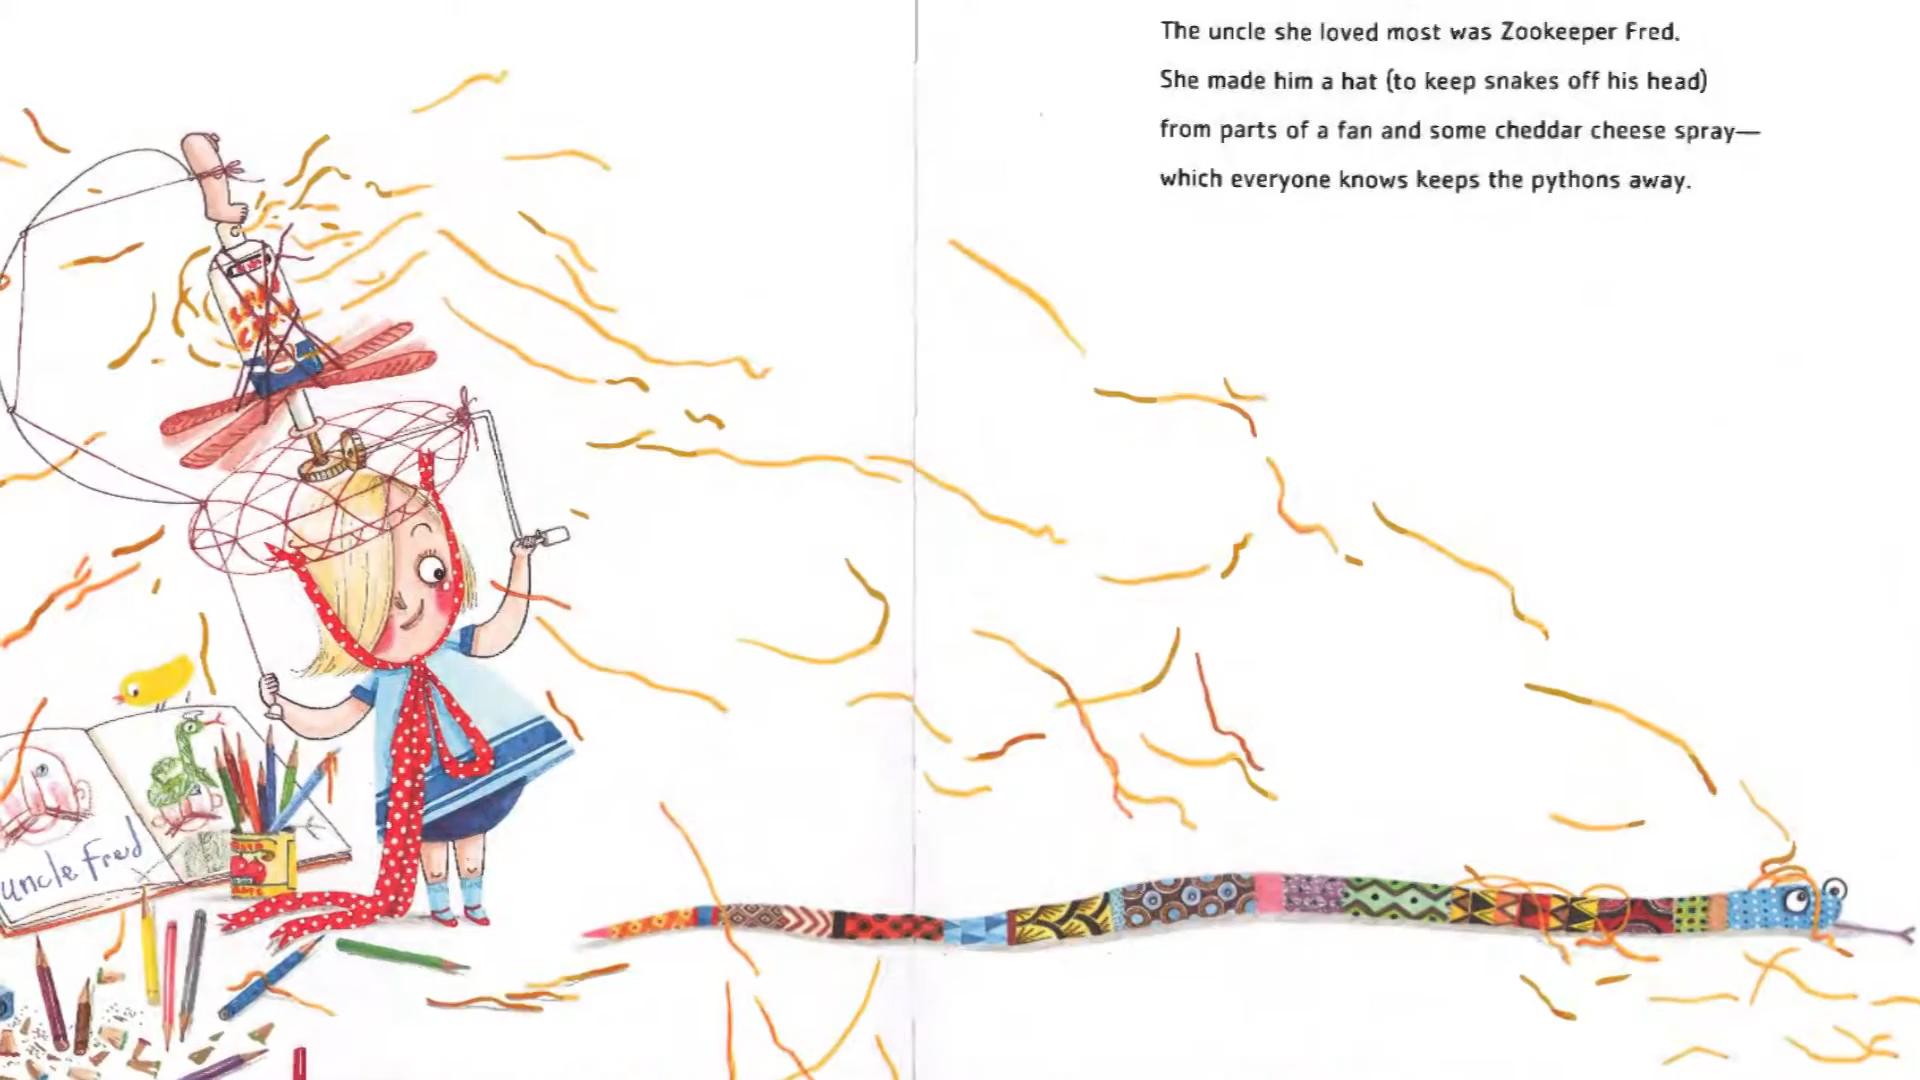 The uncle she loved most was Zookeeper Fred.
She made him a hat (to keep snakes off his head)
from parts of a fan and some cheddar cheese spray—
which everyone knows keeps the pythons away.
uncle Fred